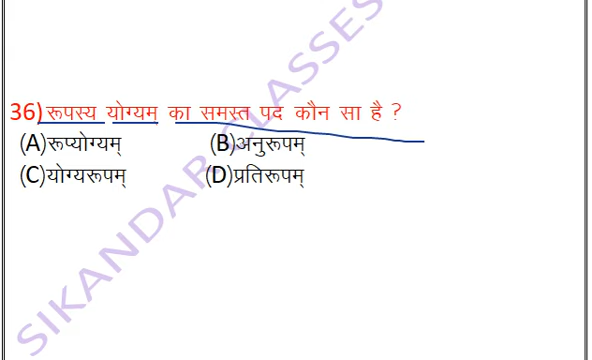 36) रूपस्य योग्यम का समस्त पद कौन सा है ?
(A)रूप्योग्यम् (B)अनुरूपम्
(C)योग्यरूपम् (D)प्रतिरूपम्
SIKANDAR CLASSES